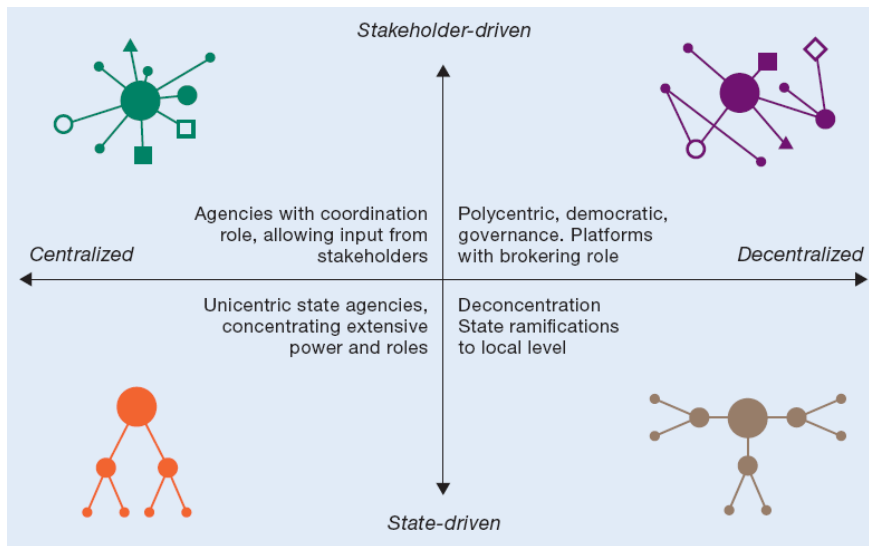 Stakeholder-driven
Agencies with coordination
role, allowing input from
stakeholders
Polycentric, democratic,
governance. Platforms
with brokering role
Centralized
Decentralized
Unicentric state agencies,
concentrating extensive
power and roles
Deconcentration
State ramifications
to local level
State-driven